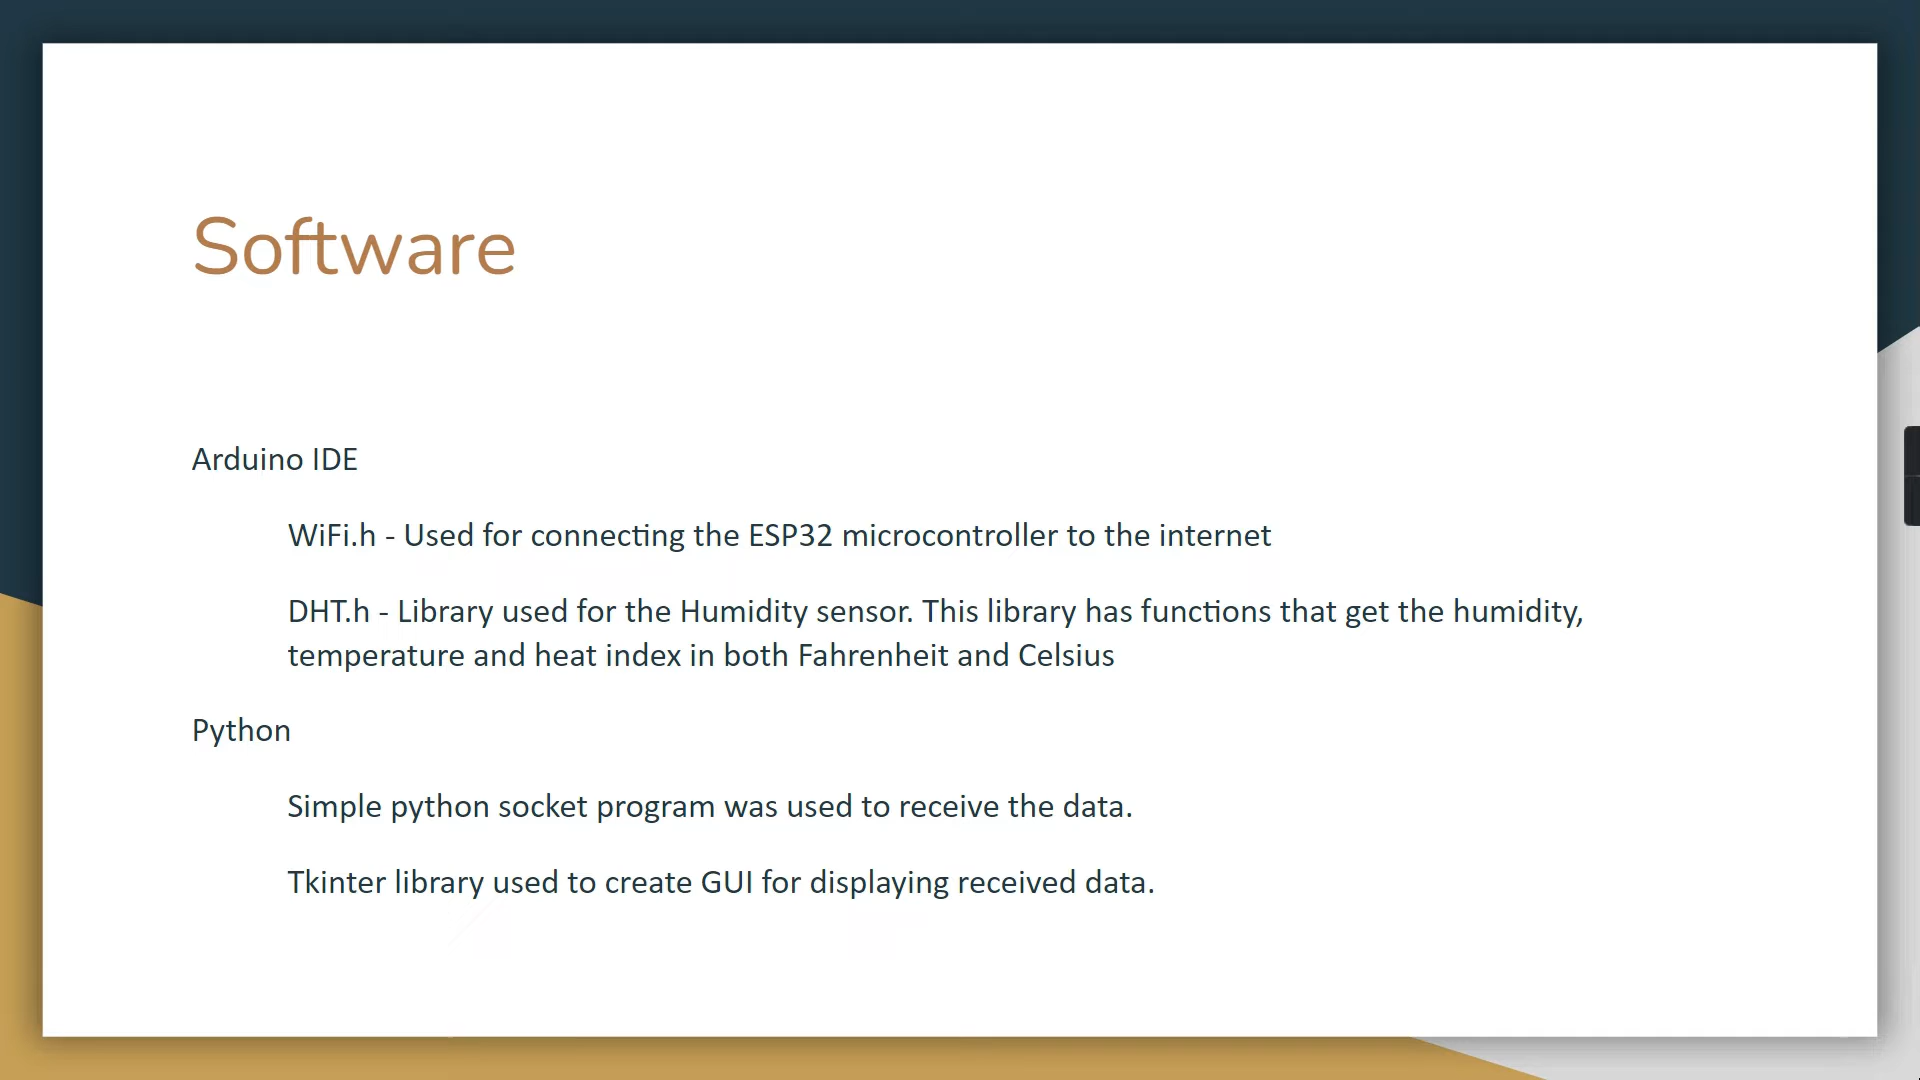 Software
Arduino IDE
WiFi.h - Used for connecting the ESP32 microcontroller to the internet
DHT.h - Library used for the Humidity sensor. This library has functions that get the humidity,
temperature and heat index in both Fahrenheit and Celsius
Python
Simple python socket program was used to receive the data.
Tkinter library used to create GUI for displaying received data.